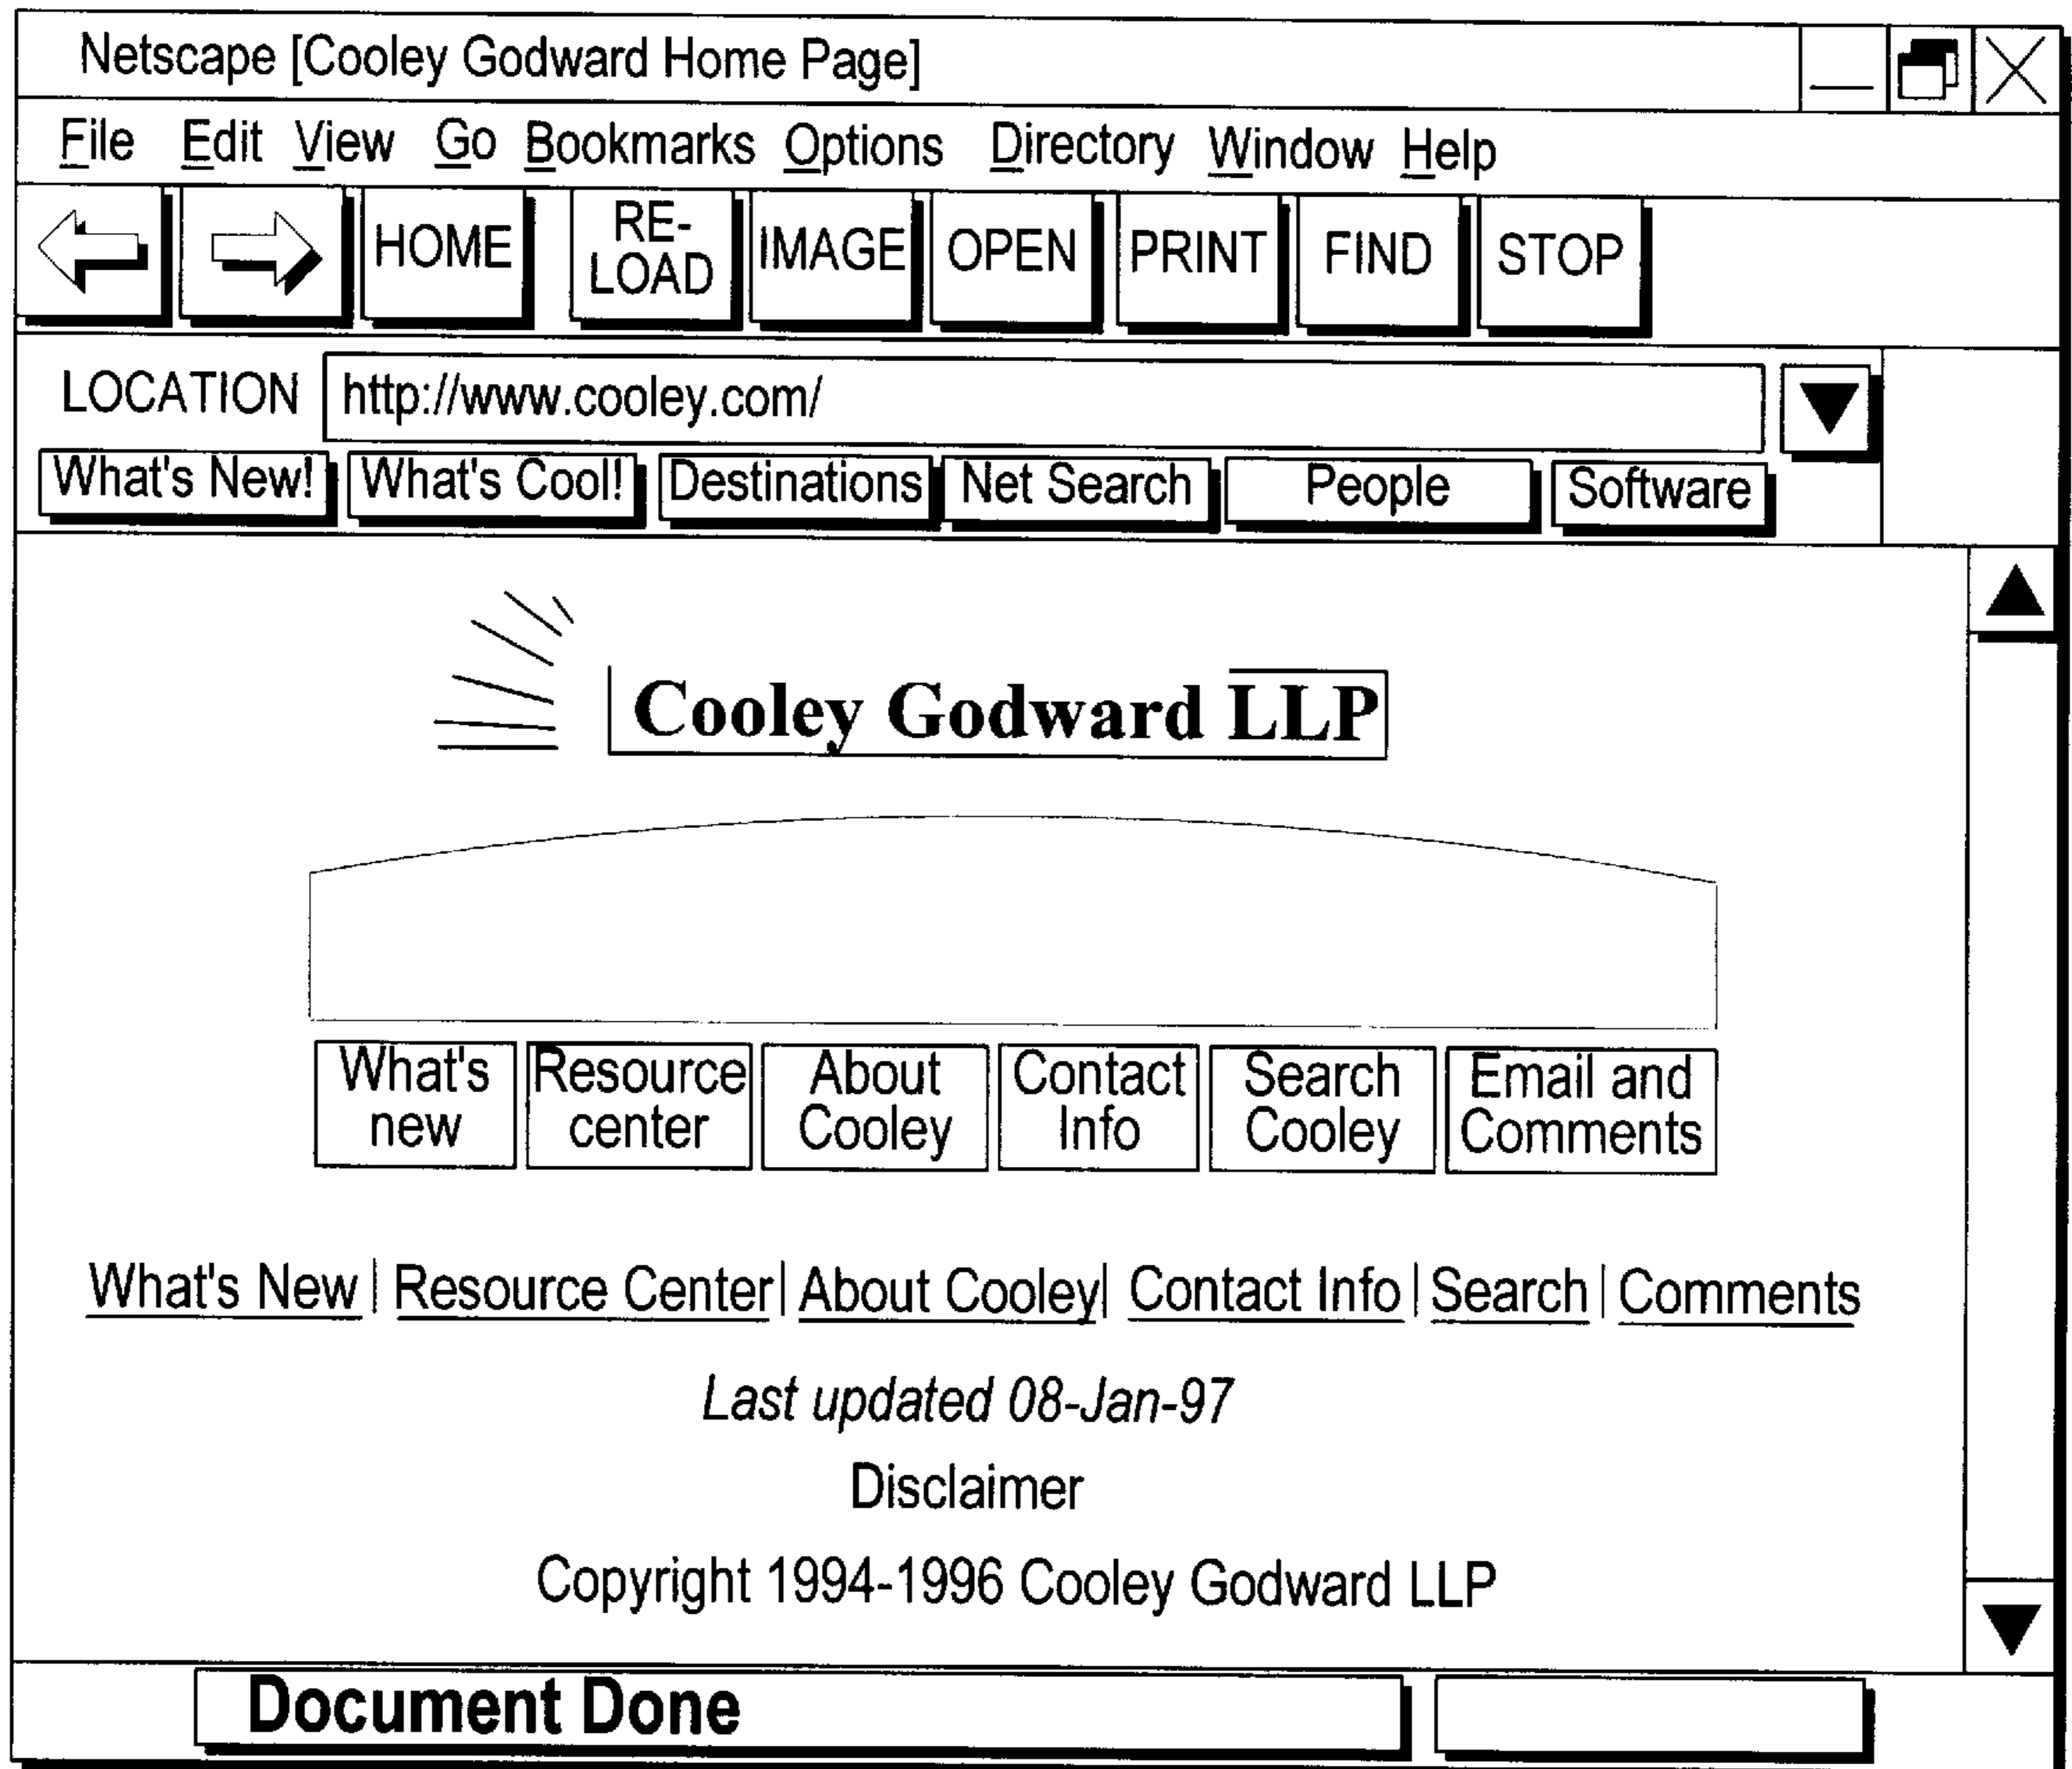 Netscape [Cooley Godward Home Page]
File Edit View Go Bookmarks Options Directory Window Help
HOME RE-LOAD IMAGE OPEN PRINT FIND STOP
LOCATION http://www.cooley.com/
What's New! What's Cool! Destinations Net Search People Software
Cooley Godward LLP
What's new Resource center About Cooley Contact Info Search Cooley Email and Comments
What's New | Resource Center | About Cooley | Contact Info | Search | Comments
Last updated 08-Jan-97
Disclaimer
Copyright 1994-1996 Cooley Godward LLP
Document Done